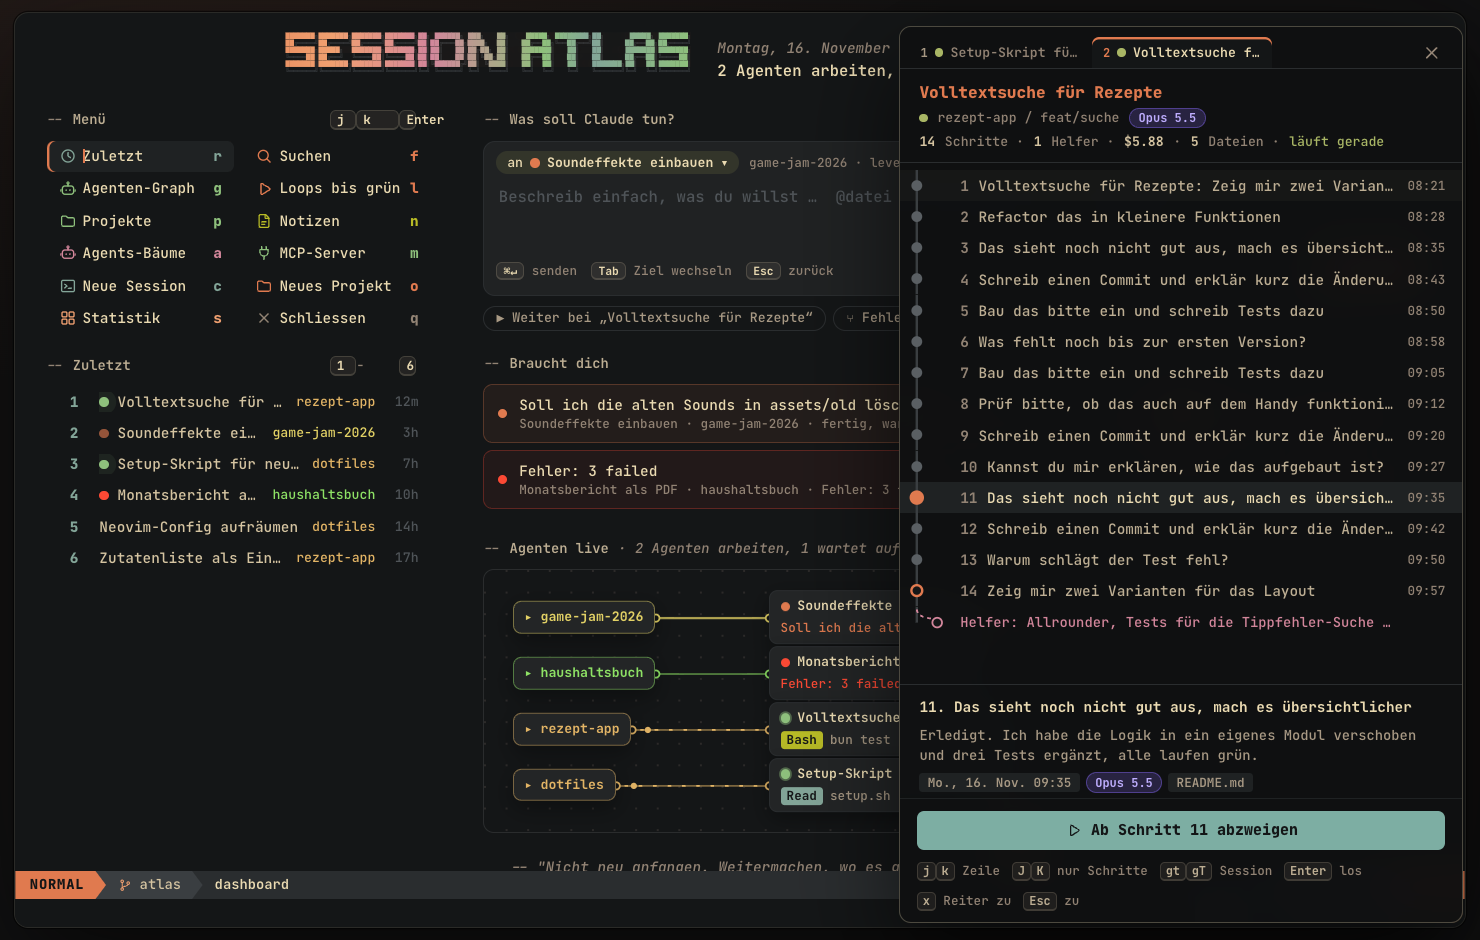 SESSION ATLAS
Montag, 16. November
2 Agenten arbeiten,
-- Menü j k Enter
Zuletzt r
Suchen f
Agenten-Graph g
Loops bis grün l
Projekte p
Notizen n
Agents-Bäume a
MCP-Server m
Neue Session c
Neues Projekt o
Statistik s
Schliessen q
-- Zuletzt 1 - 6
1 Volltextsuche für … rezept-app 12m
2 Soundeffekte ei… game-jam-2026 3h
3 Setup-Skript für neu… dotfiles 7h
4 Monatsbericht a… haushaltsbuch 10h
5 Neovim-Config aufräumen dotfiles 14h
6 Zutatenliste als Ein… rezept-app 17h
-- Was soll Claude tun?
an Soundeffekte einbauen ▾ game-jam-2026 · leve
Beschreib einfach, was du willst … @datei
⌘↵ senden Tab Ziel wechseln Esc zurück
▶ Weiter bei „Volltextsuche für Rezepte“
Fehle
-- Braucht dich
Soll ich die alten Sounds in assets/old lösc
Soundeffekte einbauen · game-jam-2026 · fertig, war
Fehler: 3 failed
Monatsbericht als PDF · haushaltsbuch · Fehler: 3
-- Agenten live · 2 Agenten arbeiten, 1 wartet auf
▸ game-jam-2026
Soundeffekte
Soll ich die alt
▸ haushaltsbuch
Monatsbericht
Fehler: 3 failed
▸ rezept-app
Volltextsuche
Bash bun test
▸ dotfiles
Setup-Skript
Read setup.sh
-- "Nicht neu anfangen. Weitermachen, wo es a
NORMAL atlas dashboard
1 Setup-Skript fü… 2 Volltextsuche f…
Volltextsuche für Rezepte
rezept-app / feat/suche Opus 5.5
14 Schritte · 1 Helfer · $5.88 · 5 Dateien · läuft gerade
1 Volltextsuche für Rezepte: Zeig mir zwei Varian… 08:21
2 Refactor das in kleinere Funktionen 08:28
3 Das sieht noch nicht gut aus, mach es übersicht… 08:35
4 Schreib einen Commit und erklär kurz die Änderu… 08:43
5 Bau das bitte ein und schreib Tests dazu 08:50
6 Was fehlt noch bis zur ersten Version? 08:58
7 Bau das bitte ein und schreib Tests dazu 09:05
8 Prüf bitte, ob das auch auf dem Handy funktioni… 09:12
9 Schreib einen Commit und erklär kurz die Änderu… 09:20
10 Kannst du mir erklären, wie das aufgebaut ist? 09:27
11 Das sieht noch nicht gut aus, mach es übersich… 09:35
12 Schreib einen Commit und erklär kurz die Änder… 09:42
13 Warum schlägt der Test fehl? 09:50
14 Zeig mir zwei Varianten für das Layout 09:57
Helfer: Allrounder, Tests für die Tippfehler-Suche …
11. Das sieht noch nicht gut aus, mach es übersichtlicher
Erledigt. Ich habe die Logik in ein eigenes Modul verschoben
und drei Tests ergänzt, alle laufen grün.
Mo., 16. Nov. 09:35 Opus 5.5 README.md
Ab Schritt 11 abzweigen
j k Zeile J K nur Schritte gt gT Session Enter los
x Reiter zu Esc zu